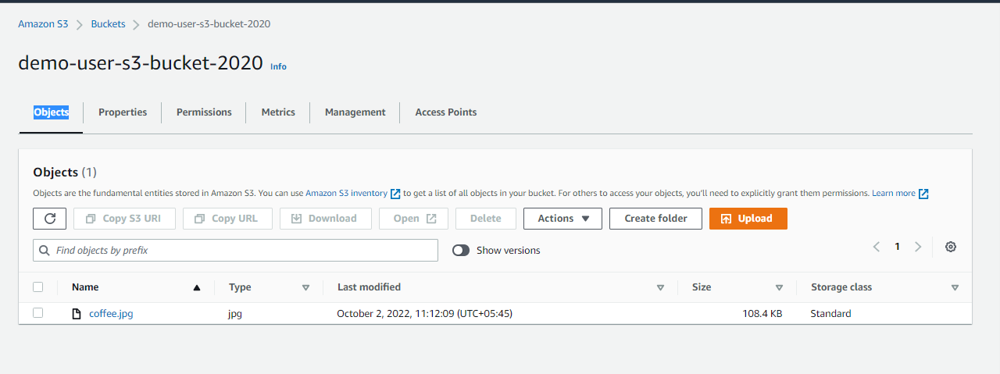 Amazon S3 Buckets demo-user-s3-bucket-2020
demo-user-s3-bucket-2020 Info
Objects Properties Permissions Metrics Management Access Points
Objects (1)
Objects are the fundamental entities stored in Amazon S3. You can use Amazon S3 inventory to get a list of all objects in your bucket. For others to access your objects, you'll need to explicitly grant them permissions. Learn more
Copy S3 URI Copy URL Download Open Delete Actions Create folder Upload
Find objects by prefix Show versions 1
Name Type Last modified Size Storage class
coffee.jpg jpg October 2, 2022, 11:12:09 (UTC+05:45) 108.4 KB Standard